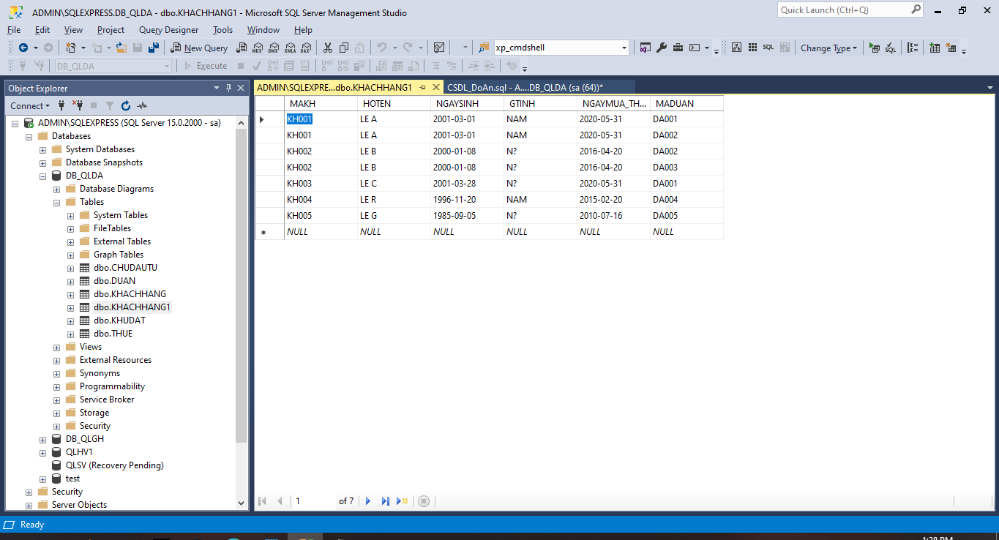 ADMIN\SQLEXPRESS.DB_QLDA - dbo.KHACHHANG1 - Microsoft SQL Server Management Studio
Quick Launch (Ctrl+Q)
File Edit View Project Query Designer Tools Window Help
New Query MDX DMX XMLA DAX xp_cmdshell SQL Change Type SQL
DB_QLDA Execute
Object Explorer
Connect
ADMIN\SQLEXPRESS (SQL Server 15.0.2000 - sa)
Databases
System Databases
Database Snapshots
DB_QLDA
Database Diagrams
Tables
System Tables
FileTables
External Tables
Graph Tables
dbo.CHUDAUTU
dbo.DUAN
dbo.KHACHHANG
dbo.KHACHHANG1
dbo.KHUDAT
dbo.THUE
Views
External Resources
Synonyms
Programmability
Service Broker
Storage
Security
DB_QLGH
QLHV1
QLSV (Recovery Pending)
test
Security
Server Objects
ADMIN\SQLEXPRE...dbo.KHACHHANG1 CSDL_DoAn.sql - A....DB_QLDA (sa (64))*
MAKH HOTEN NGAYSINH GTINH NGAYMUA_TH... MADUAN
KH001 LE A 2001-03-01 NAM 2020-05-31 DA001
KH001 LE A 2001-03-01 NAM 2020-05-31 DA002
KH002 LE B 2000-01-08 N? 2016-04-20 DA002
KH002 LE B 2000-01-08 N? 2016-04-20 DA003
KH003 LE C 2001-03-28 N? 2020-05-31 DA001
KH004 LE R 1996-11-20 NAM 2015-02-20 DA004
KH005 LE G 1985-09-05 N? 2010-07-16 DA005
NULL NULL NULL NULL NULL NULL
1 of 7
Ready
1:38 PM